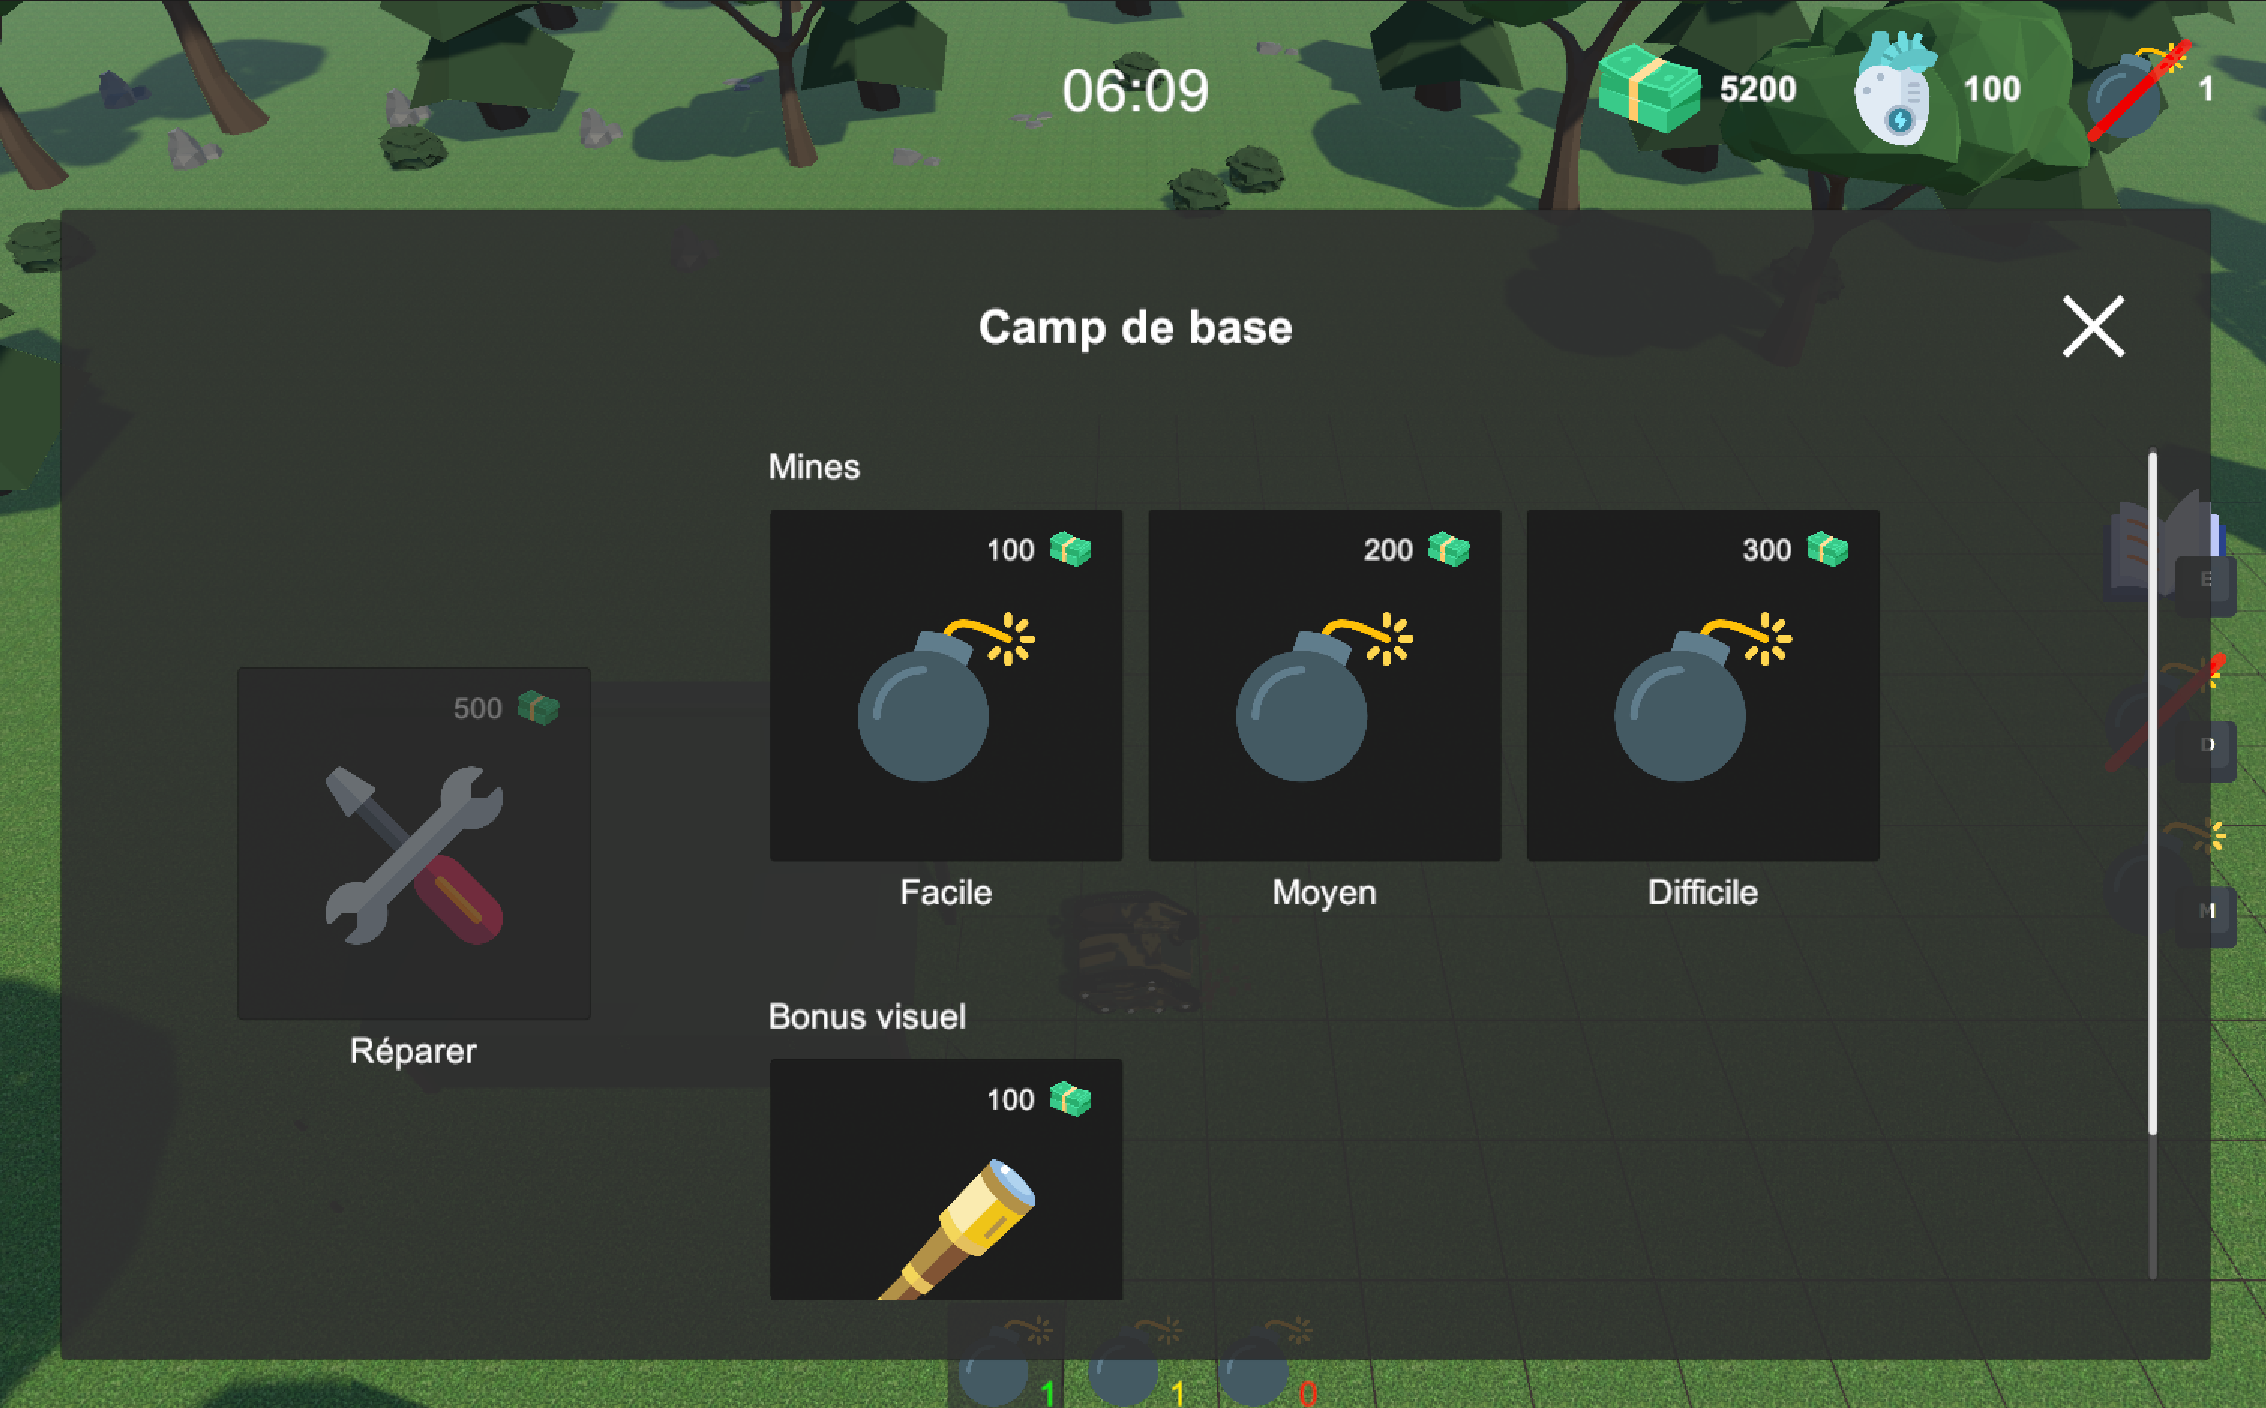 06:09
5200
100
1
Camp de base
Mines
100
200
300
E
Facile
Moyen
Difficile
500
D
M
Réparer
Bonus visuel
100
1
1
0